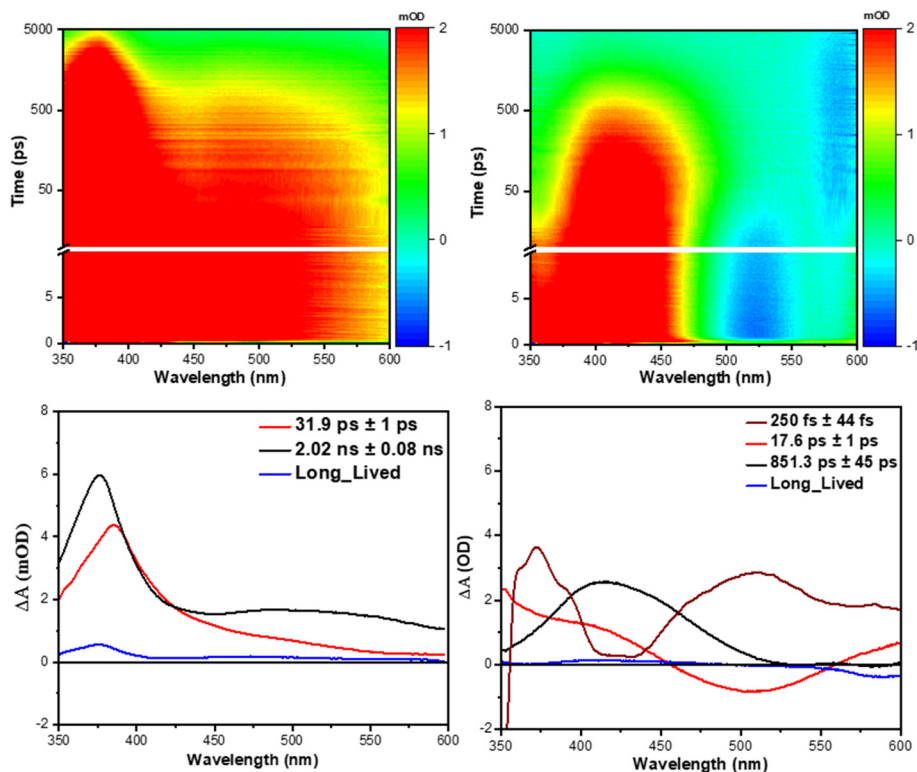 mOD
5000
500
50
5
0
Time (ps)
350 400 450 500 550 600
Wavelength (nm)
2
1
0
-1
mOD
5000
500
50
5
0
Time (ps)
350 400 450 500 550 600
Wavelength (nm)
2
1
0
-1
8
6
4
2
0
-2
ΔA (mOD)
31.9 ps ± 1 ps
2.02 ns ± 0.08 ns
Long_Lived
350 400 450 500 550 600
Wavelength (nm)
8
6
4
2
0
-2
ΔA (OD)
250 fs ± 44 fs
17.6 ps ± 1 ps
851.3 ps ± 45 ps
Long_Lived
350 400 450 500 550 600
Wavelength (nm)